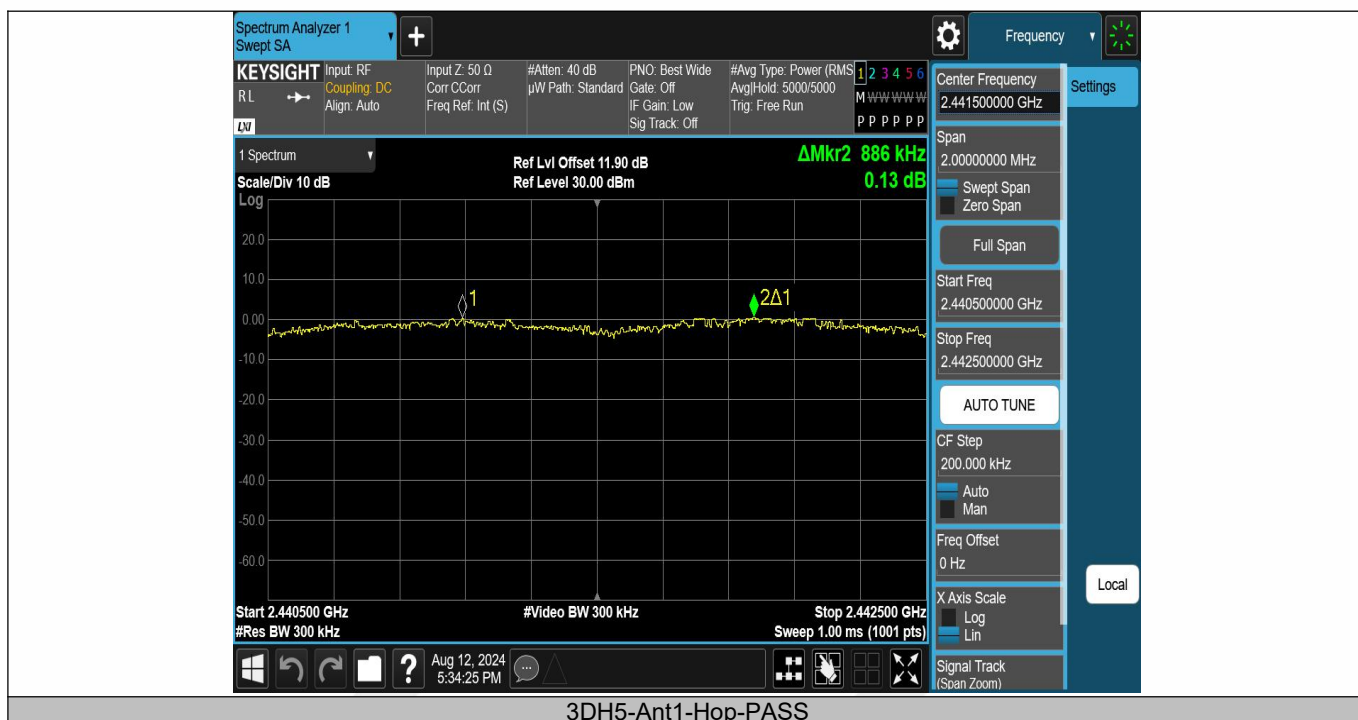 Spectrum Analyzer 1
Swept SA
+
Frequency
KEYSIGHT
RL
LXI
Input: RF
Coupling: DC
Align: Auto
Input Z: 50 Ω
Corr CCorr
Freq Ref: Int (S)
#Atten: 40 dB
µW Path: Standard
PNO: Best Wide
Gate: Off
IF Gain: Low
Sig Track: Off
#Avg Type: Power (RMS
Avg|Hold: 5000/5000
Trig: Free Run
1 2 3 4 5 6
M W W W W W
P P P P P P
1 Spectrum
Scale/Div 10 dB
Log
Ref Lvl Offset 11.90 dB
Ref Level 30.00 dBm
ΔMkr2 886 kHz
0.13 dB
20.0
10.0
0.00
-10.0
-20.0
-30.0
-40.0
-50.0
-60.0
1
2Δ1
Start 2.440500 GHz
#Res BW 300 kHz
#Video BW 300 kHz
Stop 2.442500 GHz
Sweep 1.00 ms (1001 pts)
Center Frequency
2.441500000 GHz
Settings
Span
2.00000000 MHz
Swept Span
Zero Span
Full Span
Start Freq
2.440500000 GHz
Stop Freq
2.442500000 GHz
AUTO TUNE
CF Step
200.000 kHz
Auto
Man
Freq Offset
0 Hz
X Axis Scale
Log
Lin
Local
Signal Track
(Span Zoom)
?
Aug 12, 2024
5:34:25 PM
3DH5-Ant1-Hop-PASS